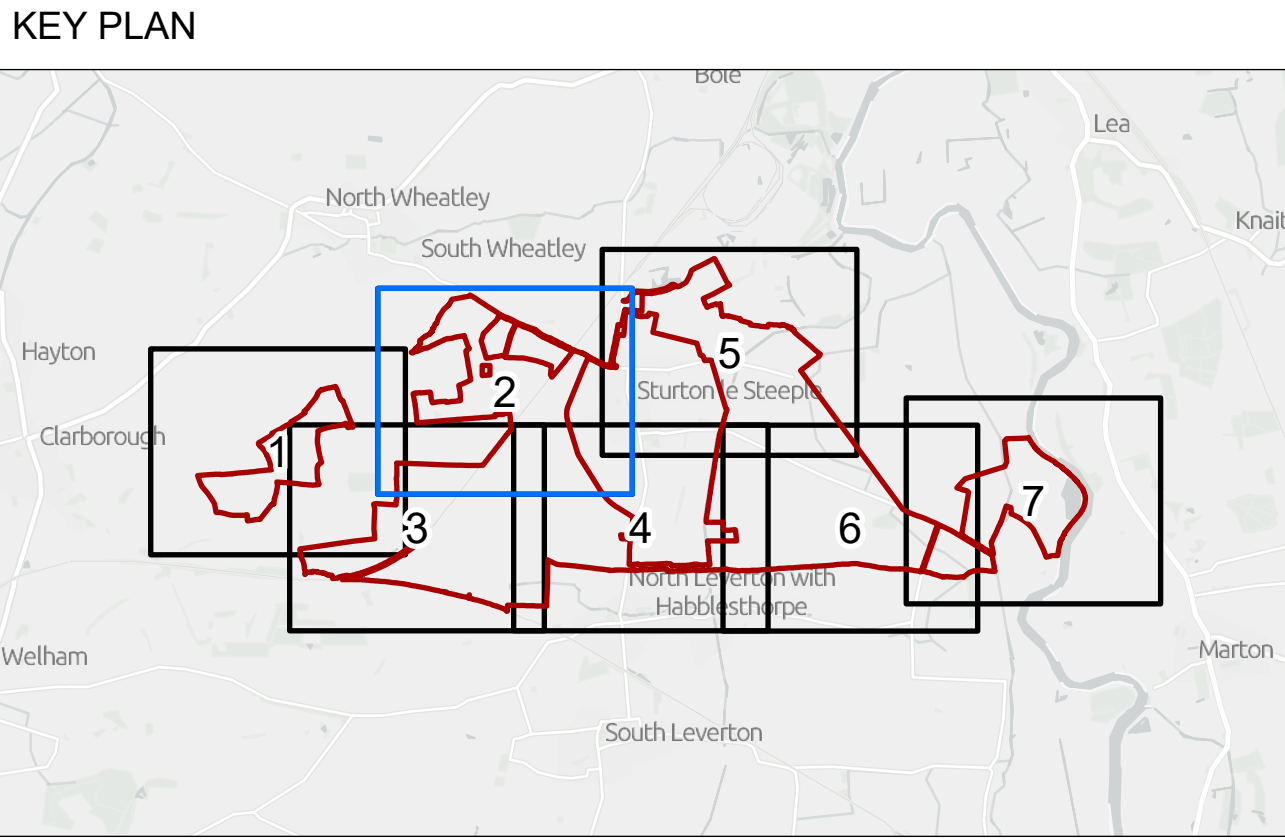 KEY PLAN
Bole
Lea
North Wheatley
Knait
South Wheatley
Hayton
5
2
Sturton le Steeple
Clarborough
1
7
3
4
6
North Leverton with
Habblesthorpe
Welham
Marton
South Leverton